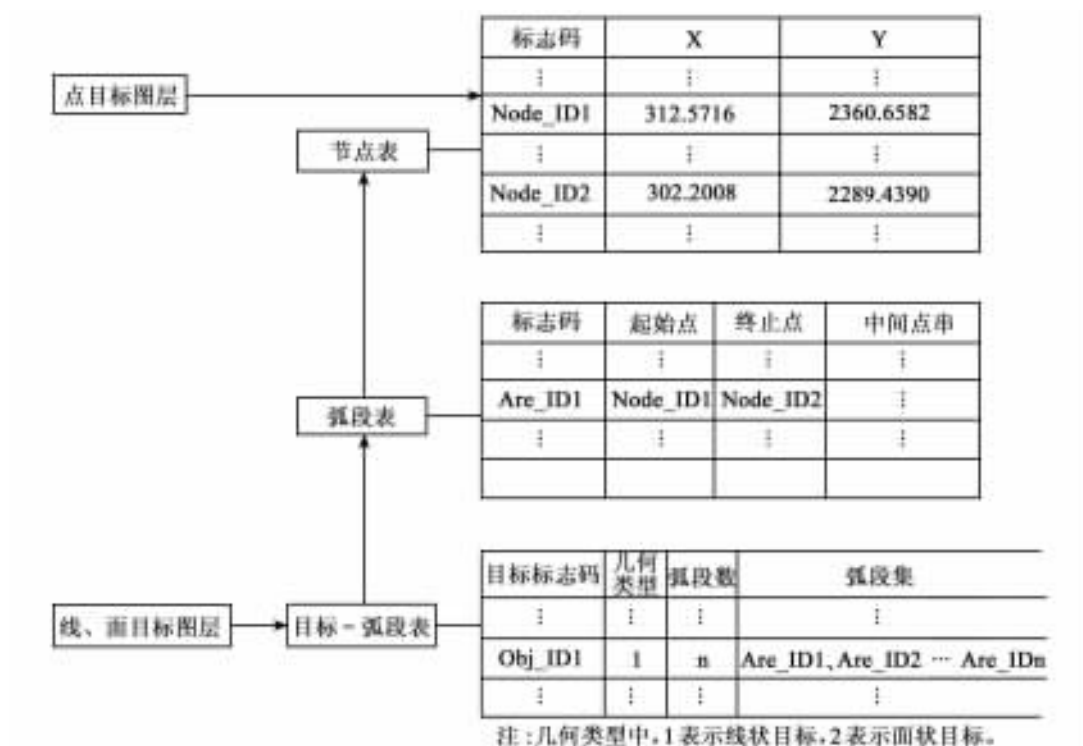 标志码 X Y
⋮ ⋮ ⋮
点目标图层
Node_ID1 312.5716 2360.6582
节点表
⋮ ⋮ ⋮
Node_ID2 302.2008 2289.4390
⋮ ⋮ ⋮
标志码 起始点 终止点 中间点串
⋮ ⋮ ⋮ ⋮
弧段表
Are_ID1 Node_ID1 Node_ID2 ⋮
⋮ ⋮ ⋮ ⋮
目标标志码 几何类型 弧段数 弧段集
⋮ ⋮ ⋮ ⋮
线、面目标图层 目标-弧段表
Obj_ID1 1 n Are_ID1、Are_ID2 … Are_IDn
⋮ ⋮ ⋮ ⋮
注:几何类型中,1表示线状目标,2表示面状目标。